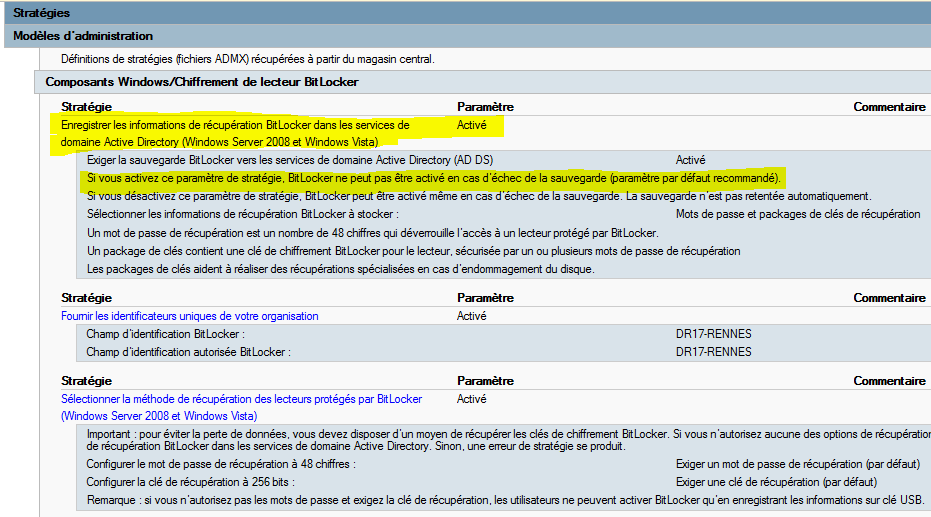 Stratégies
Modèles d'administration
Définitions de stratégies (fichiers ADMX) récupérées à partir du magasin central.
Composants Windows/Chiffrement de lecteur BitLocker
Stratégie Paramètre Commentaire
Enregistrer les informations de récupération BitLocker dans les services de Activé
domaine Active Directory (Windows Server 2008 et Windows Vista)
Exiger la sauvegarde BitLocker vers les services de domaine Active Directory (AD DS) Activé
Si vous activez ce paramètre de stratégie, BitLocker ne peut pas être activé en cas d'échec de la sauvegarde (paramètre par défaut recommandé).
Si vous désactivez ce paramètre de stratégie, BitLocker peut être activé même en cas d'échec de la sauvegarde. La sauvegarde n'est pas retentée automatiquement.
Sélectionner les informations de récupération BitLocker à stocker : Mots de passe et packages de clés de récupération
Un mot de passe de récupération est un nombre de 48 chiffres qui déverrouille l'accès à un lecteur protégé par BitLocker.
Un package de clés contient une clé de chiffrement BitLocker pour le lecteur, sécurisée par un ou plusieurs mots de passe de récupération
Les packages de clés aident à réaliser des récupérations spécialisées en cas d'endommagement du disque.
Stratégie Paramètre Commentaire
Fournir les identificateurs uniques de votre organisation Activé
Champ d'identification BitLocker : DR17-RENNES
Champ d'identification autorisée BitLocker : DR17-RENNES
Stratégie Paramètre Commentaire
Sélectionner la méthode de récupération des lecteurs protégés par BitLocker Activé
(Windows Server 2008 et Windows Vista)
Important : pour éviter la perte de données, vous devez disposer d'un moyen de récupérer les clés de chiffrement BitLocker. Si vous n'autorisez aucune des options de récupération
de récupération BitLocker dans les services de domaine Active Directory. Sinon, une erreur de stratégie se produit.
Configurer le mot de passe de récupération à 48 chiffres : Exiger un mot de passe de récupération (par défaut)
Configurer la clé de récupération à 256 bits : Exiger une clé de récupération (par défaut)
Remarque : si vous n'autorisez pas les mots de passe et exigez la clé de récupération, les utilisateurs ne peuvent activer BitLocker qu'en enregistrant les informations sur clé USB.